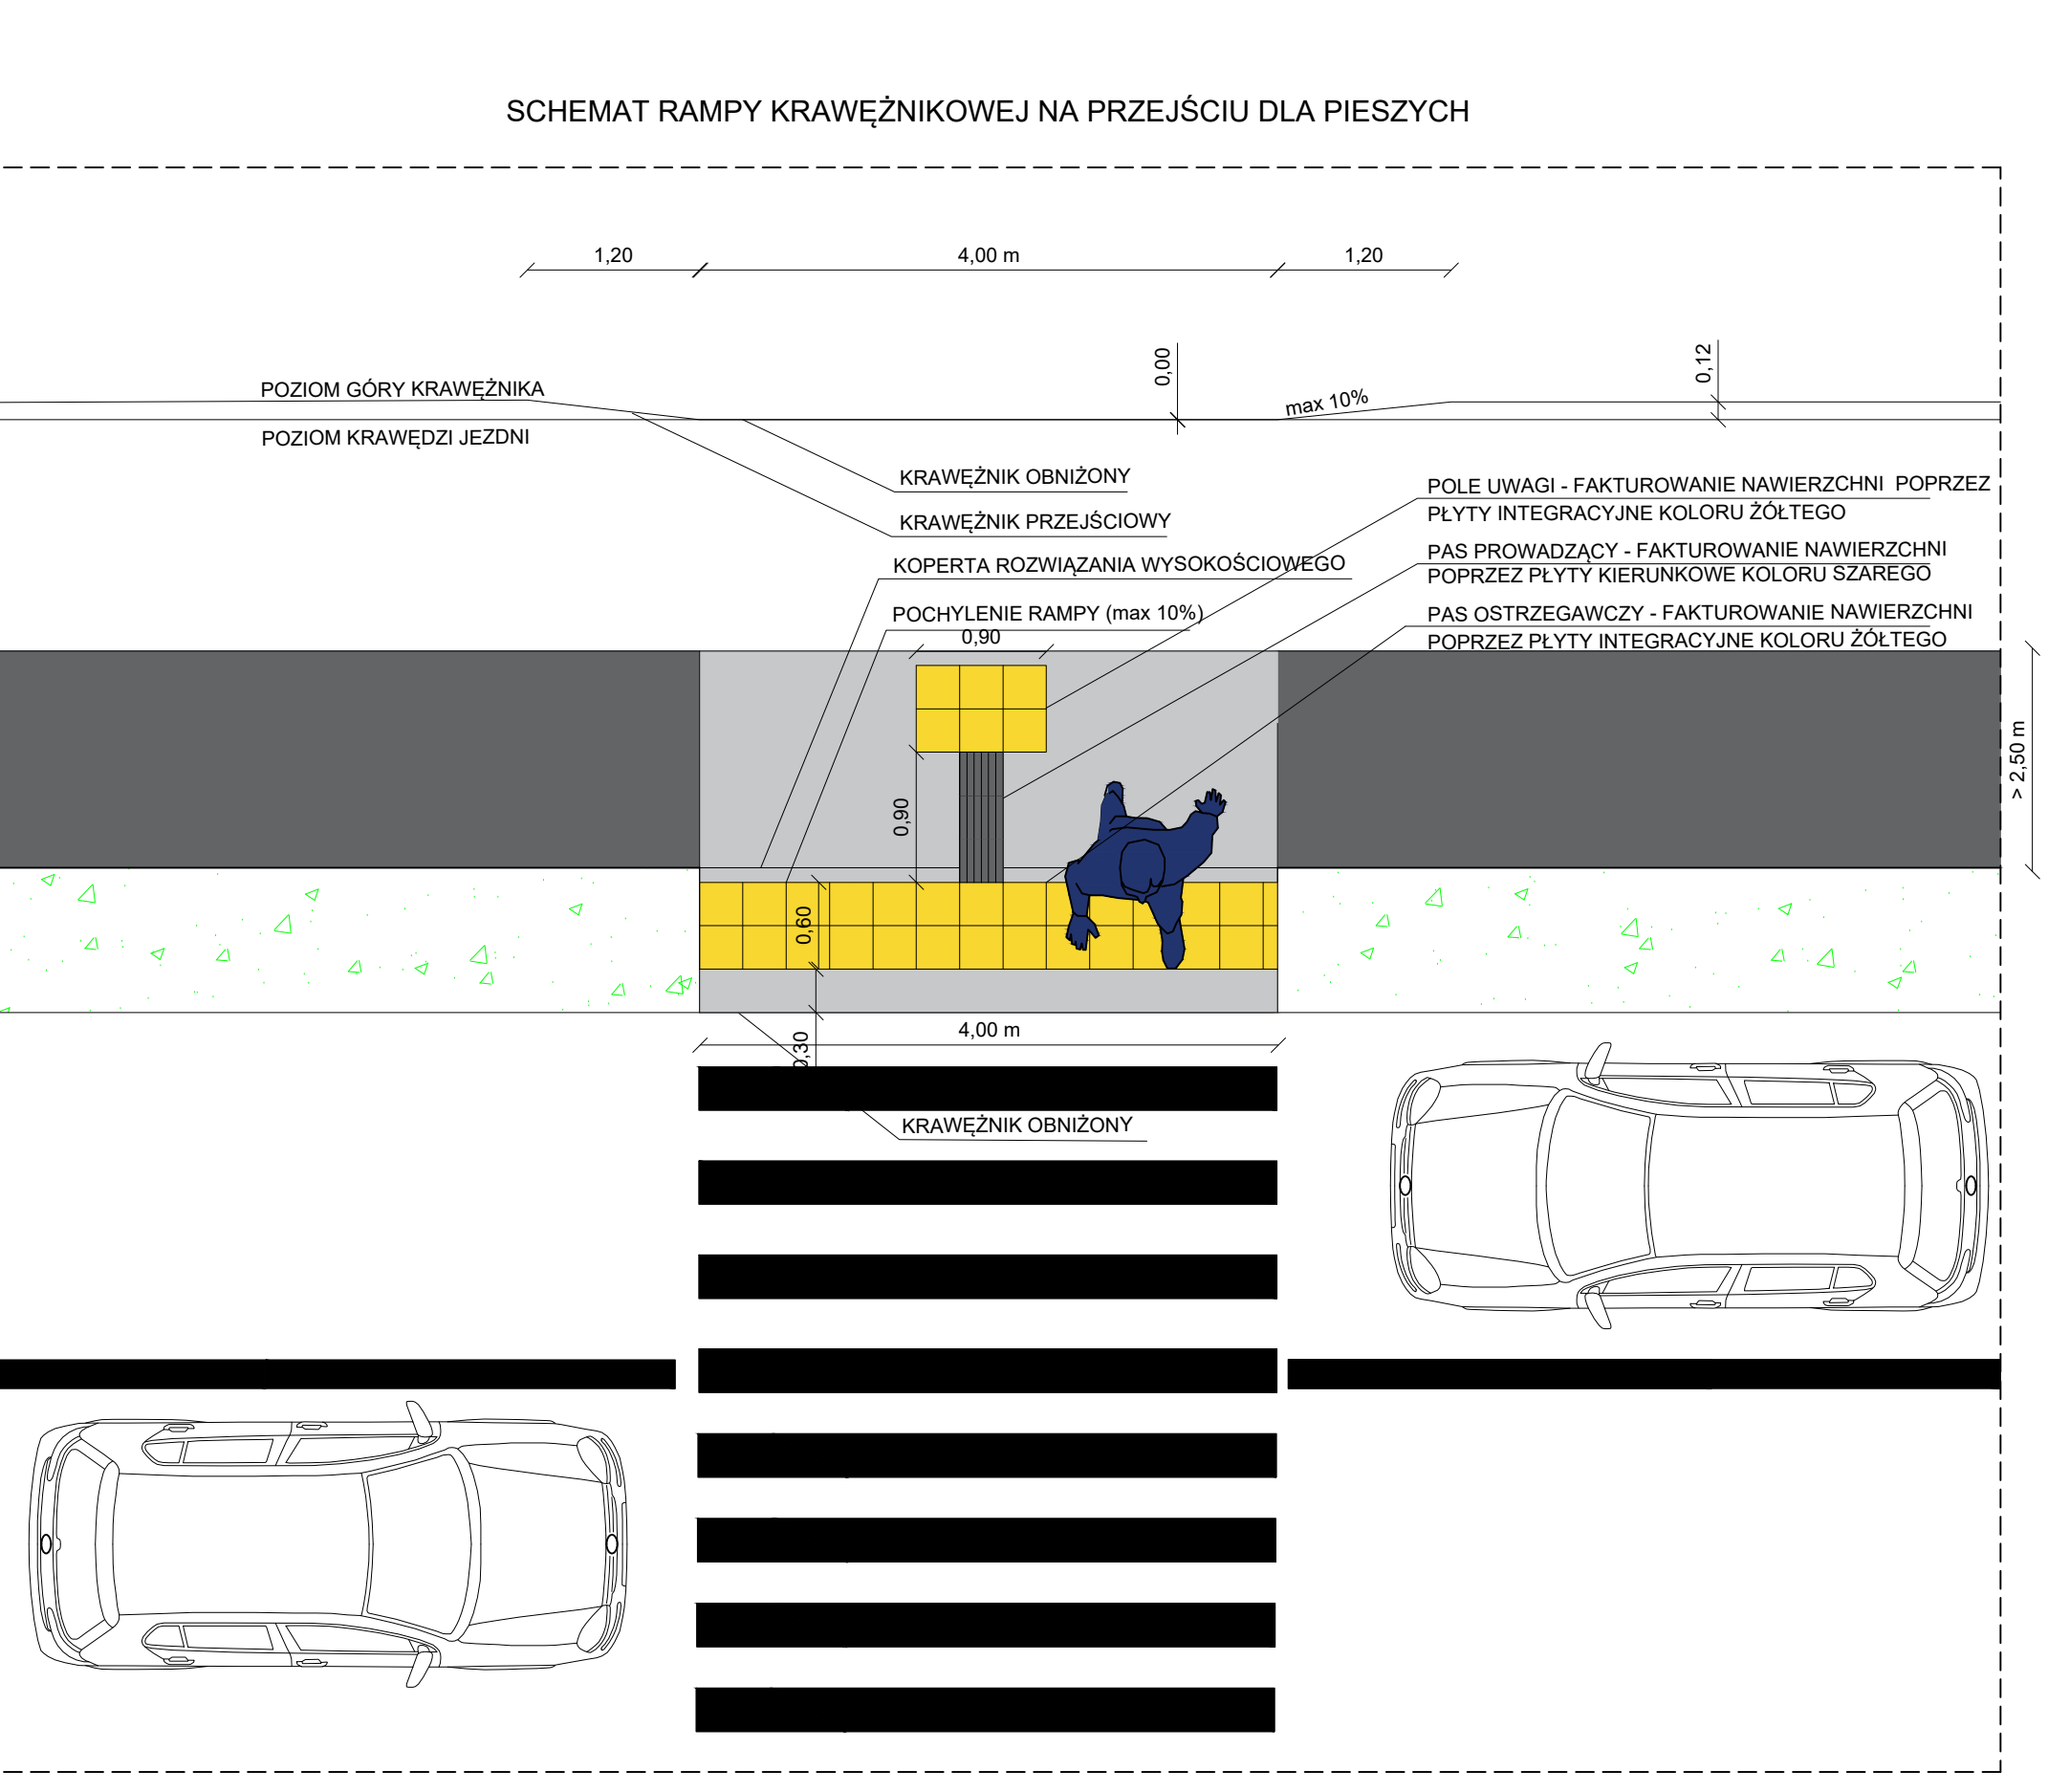 SCHEMAT RAMPY KRAWĘŻNIKOWEJ NA PRZEJŚCIU DLA PIESZYCH
1,20
4,00 m
1,20
0,00
0,12
max 10%
POZIOM GÓRY KRAWĘŻNIKA
POZIOM KRAWĘDZI JEZDNI
KRAWĘŻNIK OBNIŻONY
KRAWĘŻNIK PRZEJŚCIOWY
KOPERTA ROZWIĄZANIA WYSOKOŚCIOWEGO
POCHYLENIE RAMPY (max 10%)
POLE UWAGI - FAKTUROWANIE NAWIERZCHNI POPRZEZ
PŁYTY INTEGRACYJNE KOLORU ŻÓŁTEGO
PAS PROWADZĄCY - FAKTUROWANIE NAWIERZCHNI
POPRZEZ PŁYTY KIERUNKOWE KOLORU SZAREGO
PAS OSTRZEGAWCZY - FAKTUROWANIE NAWIERZCHNI
POPRZEZ PŁYTY INTEGRACYJNE KOLORU ŻÓŁTEGO
0,90
> 2,50 m
0,90
0,60
0,30
4,00 m
KRAWĘŻNIK OBNIŻONY